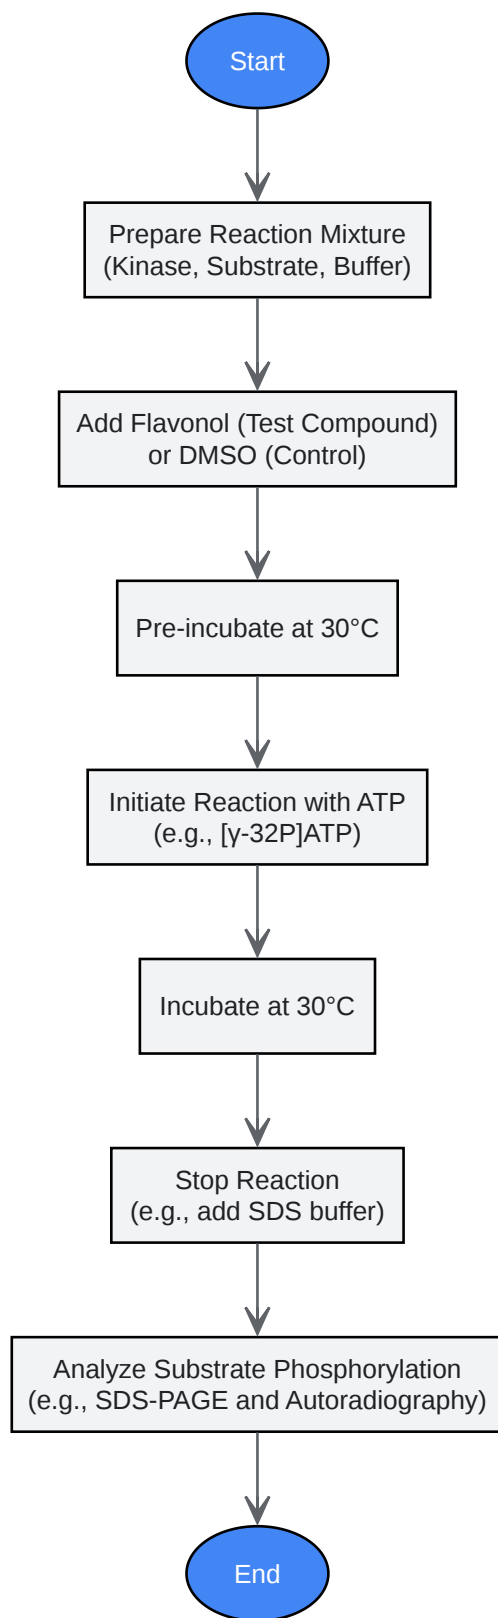 Start
Prepare Reaction Mixture
(Kinase, Substrate, Buffer)
Add Flavonol (Test Compound)
or DMSO (Control)
Pre-incubate at 30°C
Initiate Reaction with ATP
(e.g., [γ-32P]ATP)
Incubate at 30°C
Stop Reaction
(e.g., add SDS buffer)
Analyze Substrate Phosphorylation
(e.g., SDS-PAGE and Autoradiography)
End